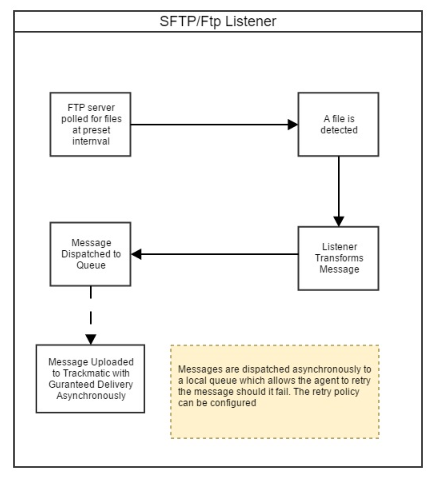 SFTP/Ftp Listener
FTP server
polled for files
at preset
internval
A file is
detected
Message
Dispatched to
Queue
Listener
Transforms
Message
Message Uploaded
to Trackmatic with
Guranteed Delivery
Asynchronously
Messages are dispatched asynchronously to
a local queue which allows the agent to retry
the message should it fail. The retry policy
can be configured